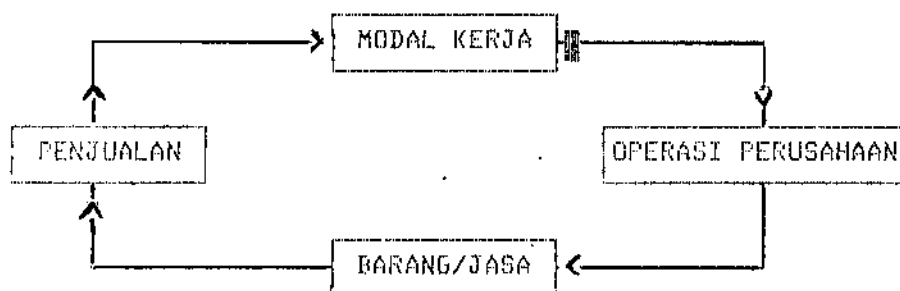 MODAL KERJA
PENJUALAN
OPERASI PERUSAHAAN
BARANG/JASA